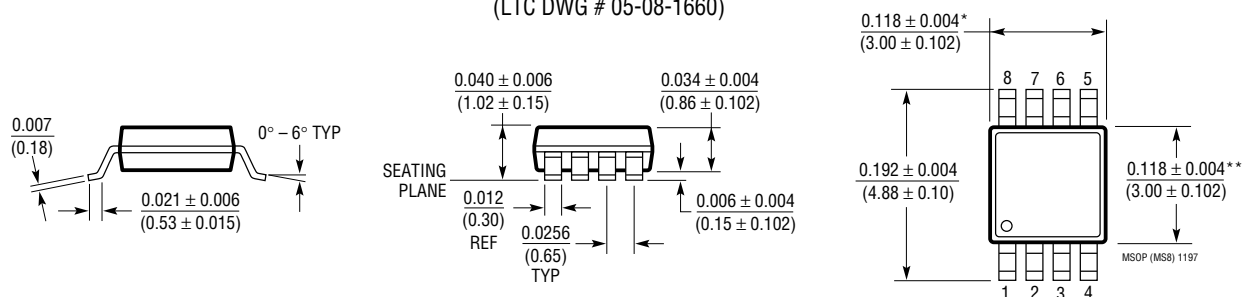 (LTC DWG # 05-08-1660)
0.007
(0.18)
0° – 6° TYP
0.021 ± 0.006
(0.53 ± 0.015)
0.040 ± 0.006
(1.02 ± 0.15)
0.034 ± 0.004
(0.86 ± 0.102)
SEATING
PLANE
0.012
(0.30)
REF
0.0256
(0.65)
TYP
0.006 ± 0.004
(0.15 ± 0.102)
0.118 ± 0.004*
(3.00 ± 0.102)
8 7 6 5
0.192 ± 0.004
(4.88 ± 0.10)
0.118 ± 0.004**
(3.00 ± 0.102)
MSOP (MS8) 1197
1 2 3 4